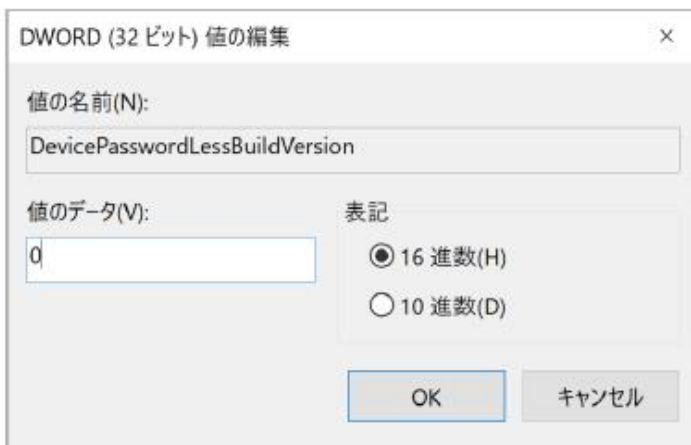 DWORD (32 ビット) 値の編集
×
値の名前(N):
DevicePasswordLessBuildVersion
値のデータ(V):
0
表記
16 進数(H)
10 進数(D)
OK
キャンセル